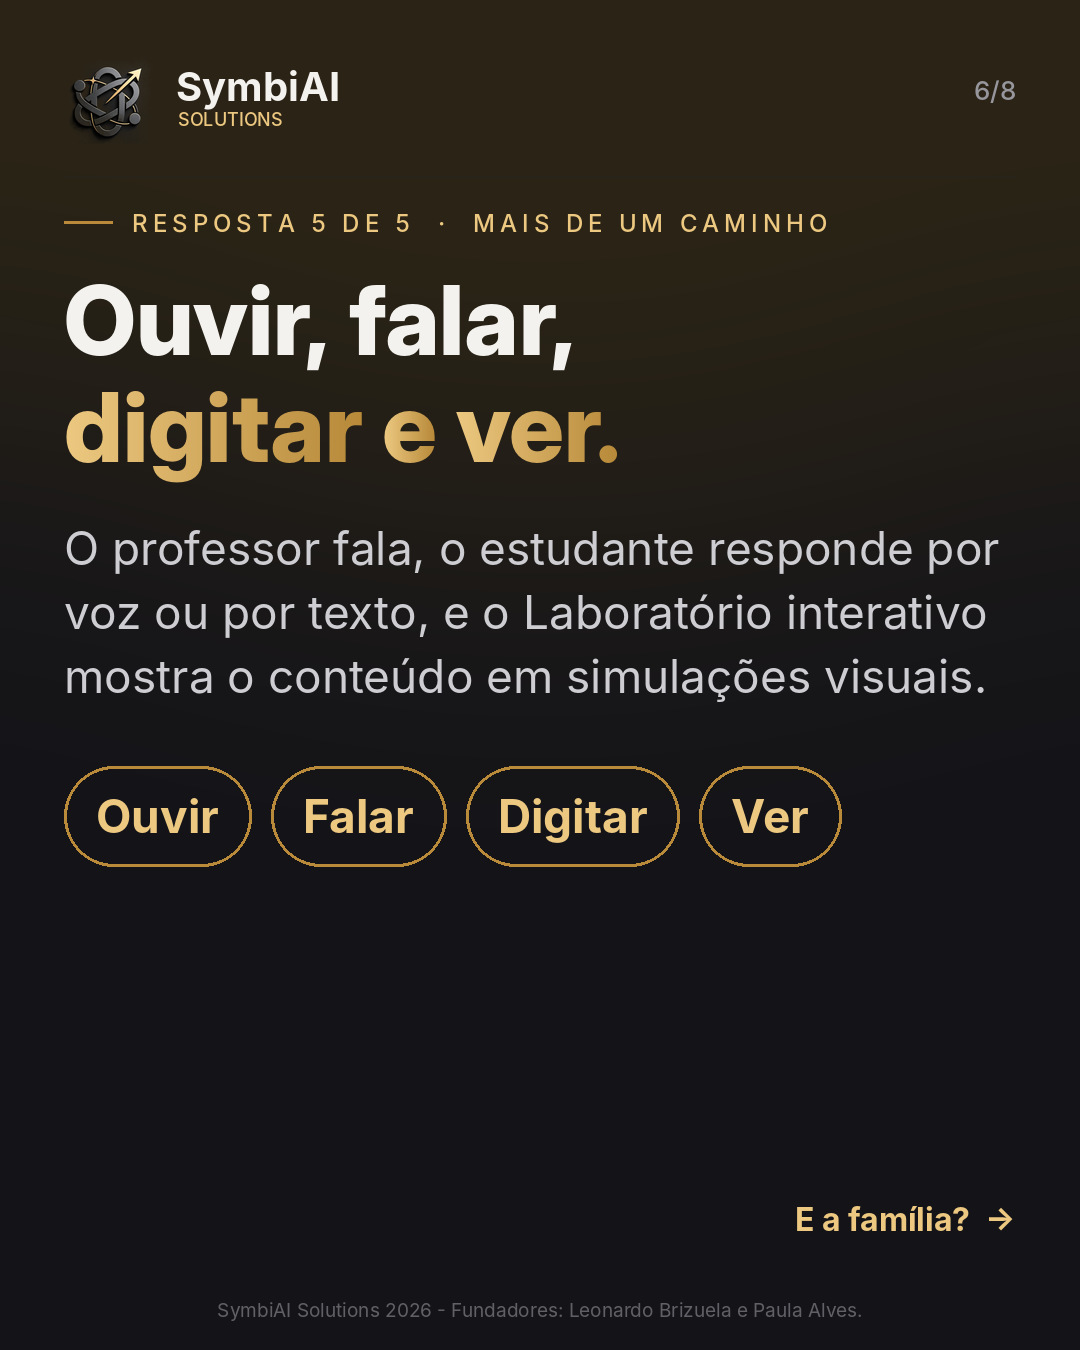 SymbiAI
SOLUTIONS
6/8
RESPOSTA 5 DE 5 · MAIS DE UM CAMINHO
Ouvir, falar,
digitar e ver.
O professor fala, o estudante responde por
voz ou por texto, e o Laboratório interativo
mostra o conteúdo em simulações visuais.
Ouvir Falar Digitar Ver
E a família? →
SymbiAI Solutions 2026 - Fundadores: Leonardo Brizuela e Paula Alves.